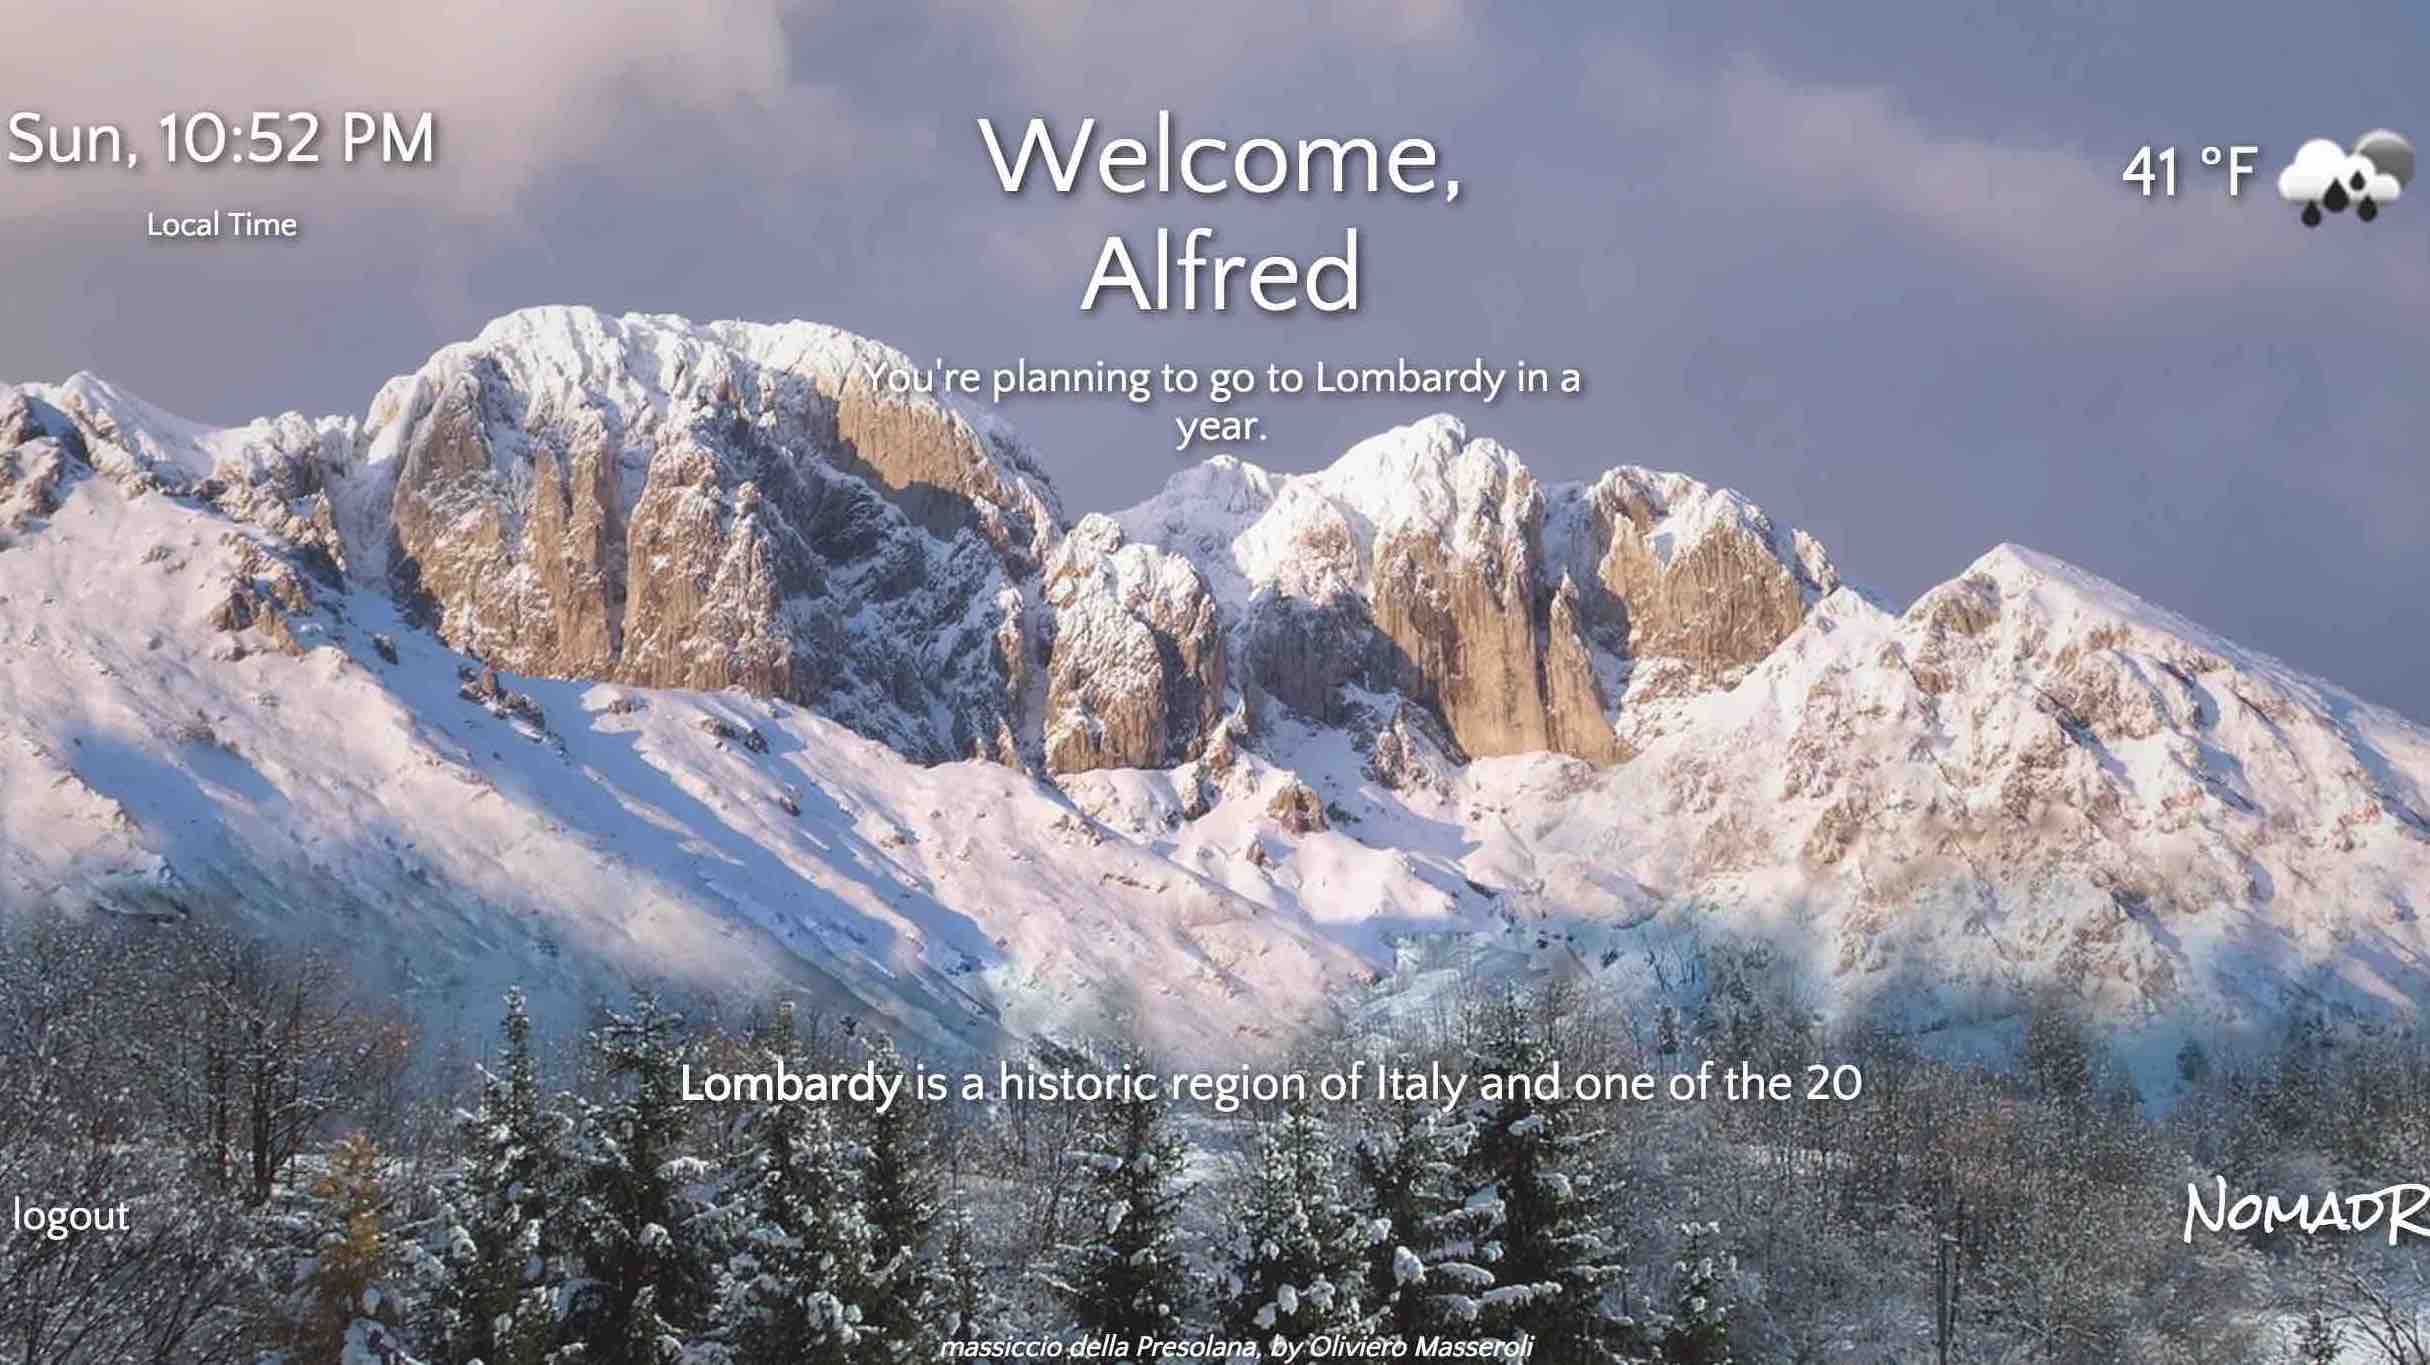 Sun, 10:52 PM
Local Time
Welcome,
Alfred
41 °F
You're planning to go to Lombardy in a
year.
Lombardy is a historic region of Italy and one of the 20
logout
NOMADR
massiccio della Presolana, by Oliviero Masseroli